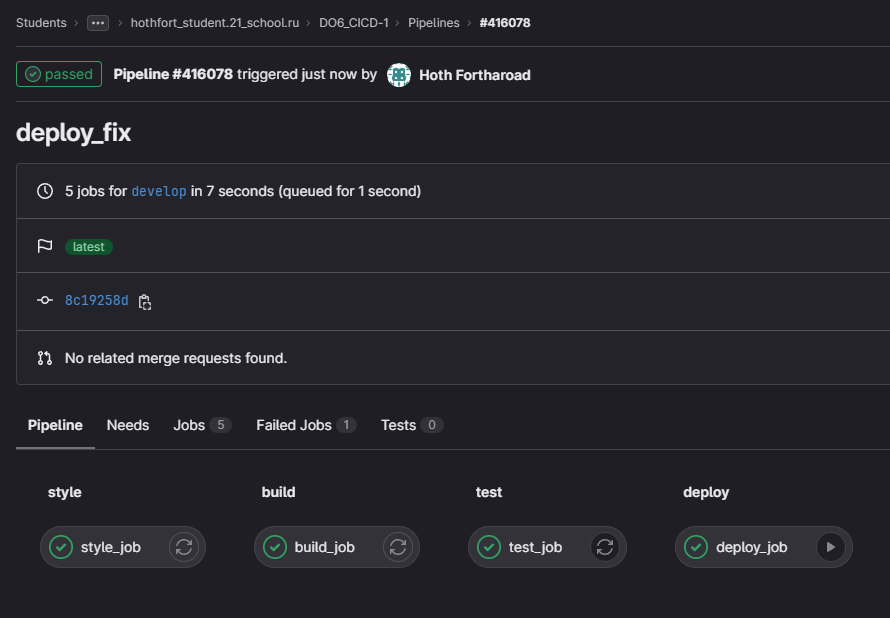 Students › ··· › hothfort_student.21_school.ru › DO6_CICD-1 › Pipelines › #416078
passed Pipeline #416078 triggered just now by Hoth Fortharoad
deploy_fix
5 jobs for develop in 7 seconds (queued for 1 second)
latest
8c19258d
No related merge requests found.
Pipeline Needs Jobs 5 Failed Jobs 1 Tests 0
style build test deploy
style_job build_job test_job deploy_job